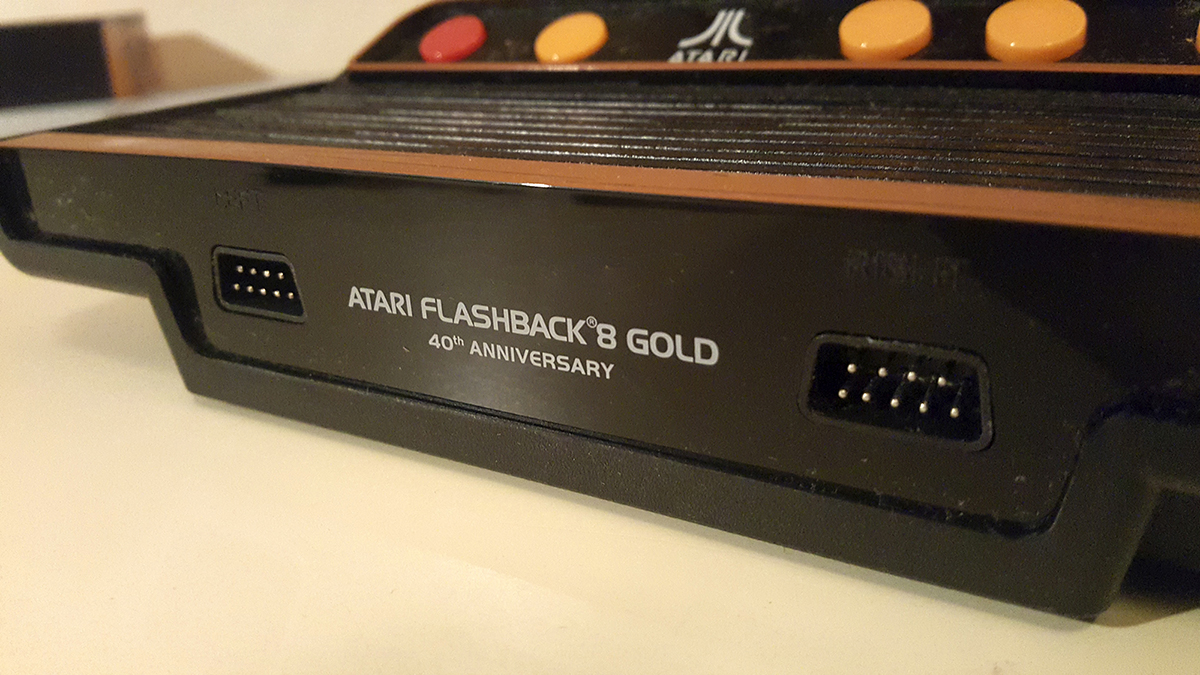 ATARI
ATARI FLASHBACK®8 GOLD
40th ANNIVERSARY